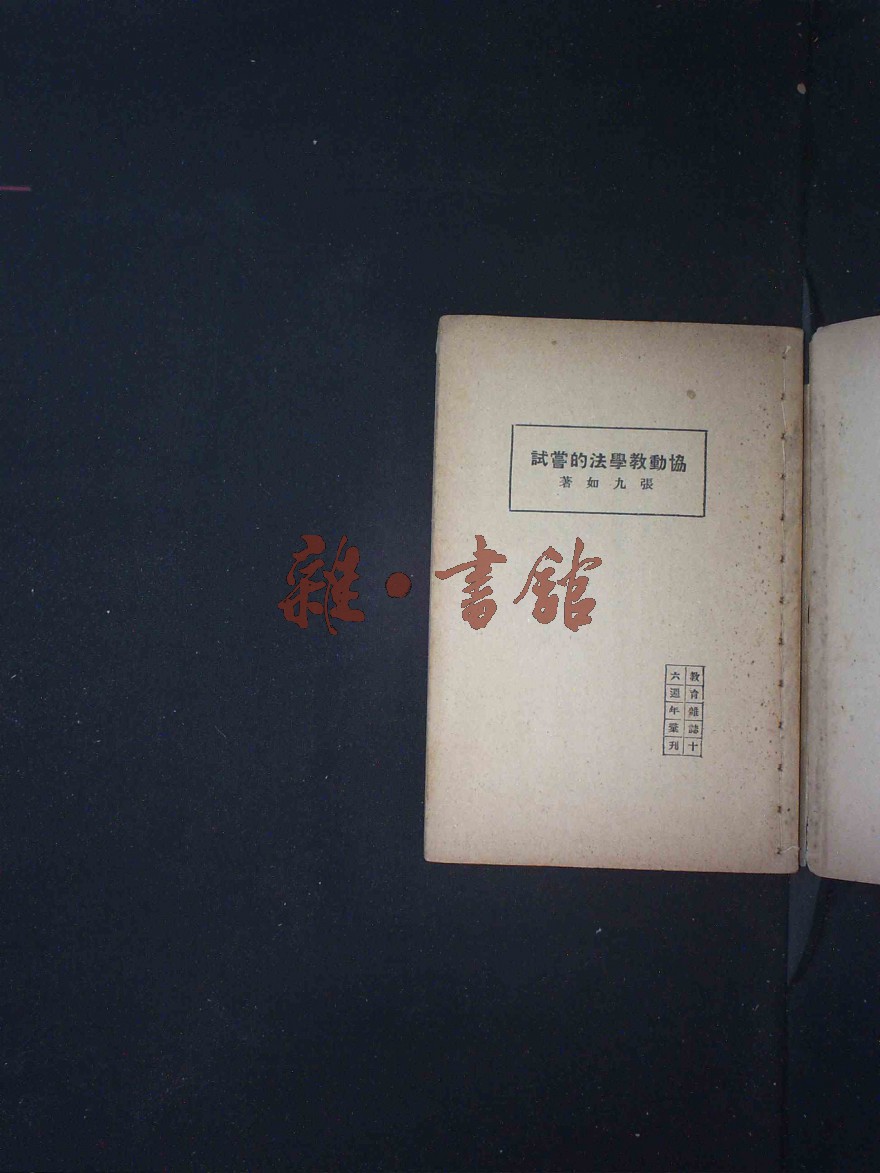 協動教學法的嘗試
張九如著
教育雜誌十
六週年彙刊
雜·書館